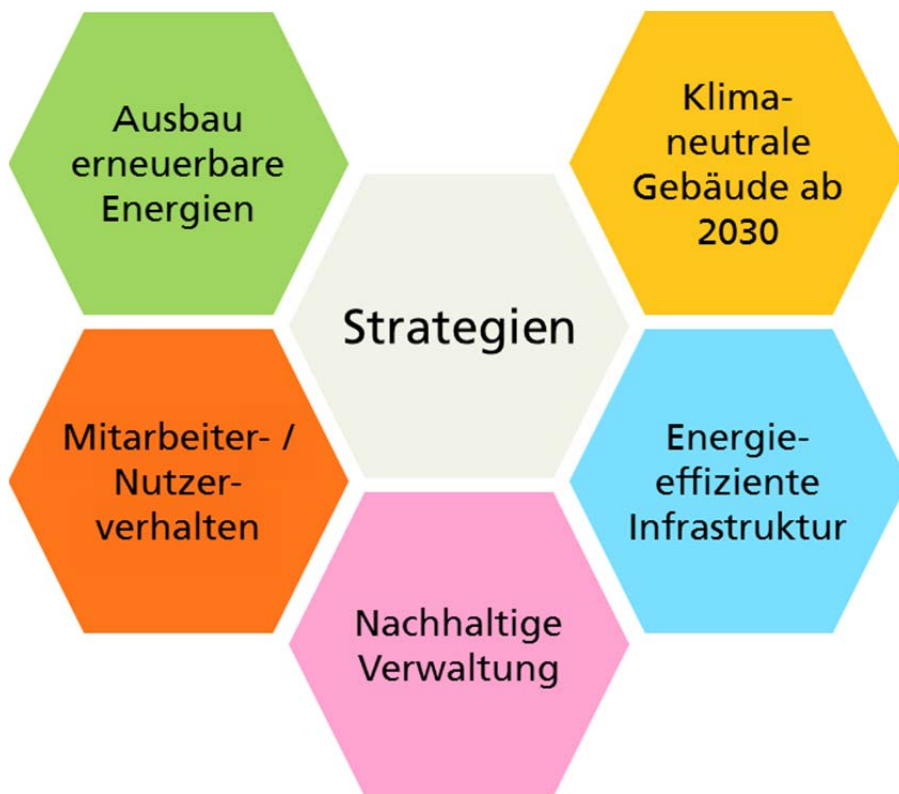 Ausbau
erneuerbare
Energien
Klima-
neutrale
Gebäude ab
2030
Strategien
Mitarbeiter- /
Nutzer-
verhalten
Energie-
effiziente
Infrastruktur
Nachhaltige
Verwaltung